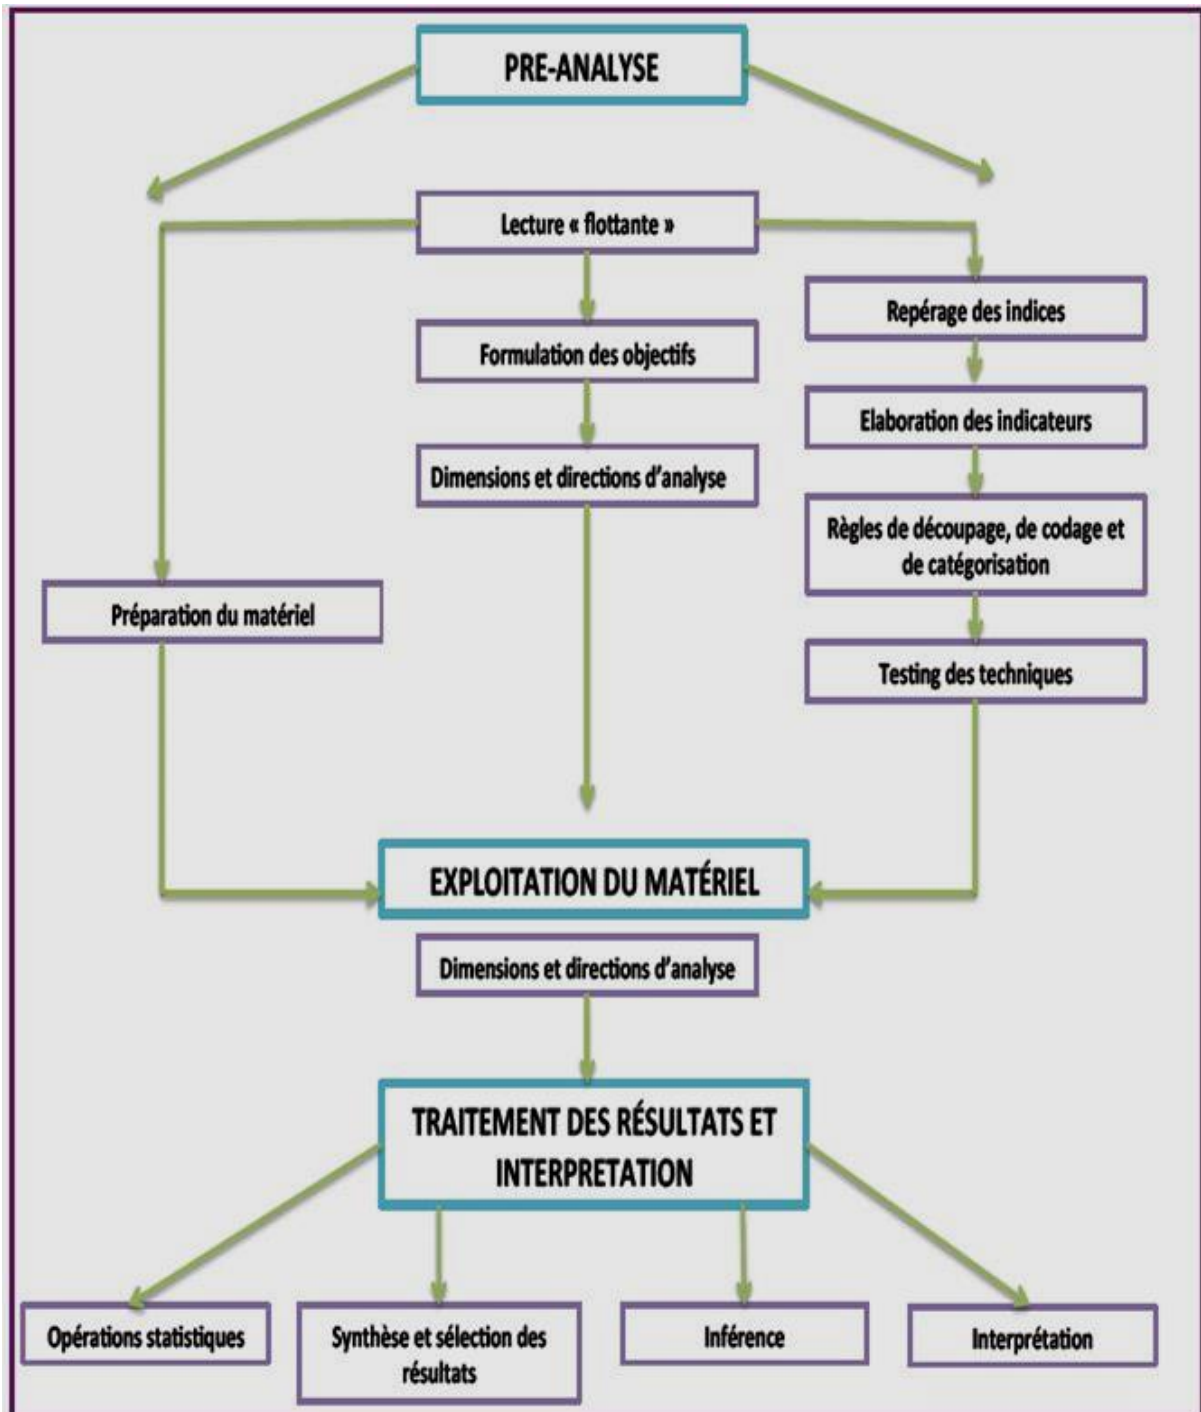 PRE-ANALYSE
Lecture « flottante »
Repérage des indices
Formulation des objectifs
Elaboration des indicateurs
Dimensions et directions d'analyse
Règles de découpage, de codage et
de catégorisation
Préparation du matériel
Testing des techniques
EXPLOITATION DU MATÉRIEL
Dimensions et directions d'analyse
TRAITEMENT DES RÉSULTATS ET
INTERPRETATION
Opérations statistiques
Synthèse et sélection des
résultats
Inférence
Interprétation